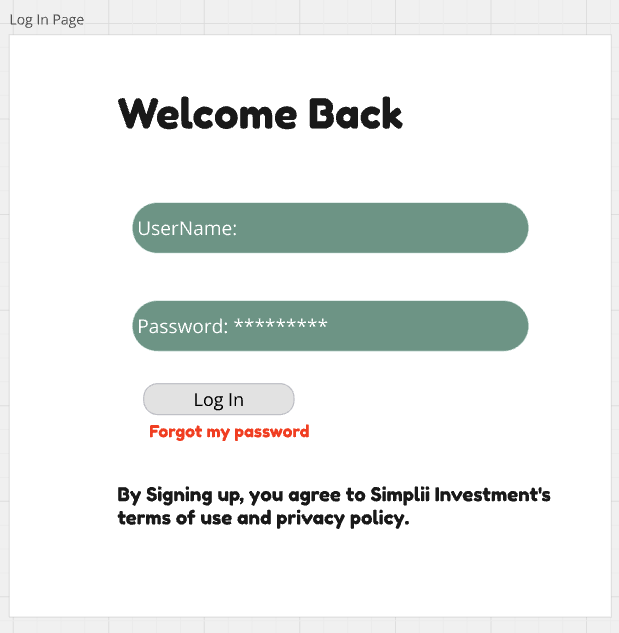 Log In Page
Welcome Back
UserName:
Password: *********
Log In
Forgot my password
By Signing up, you agree to Simplii Investment's
terms of use and privacy policy.